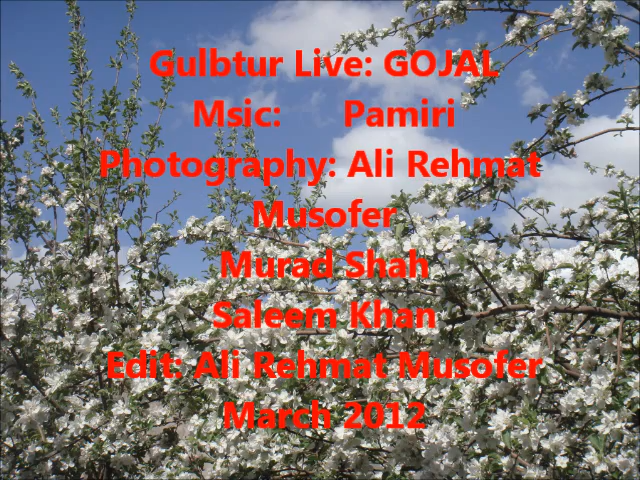 Gulbtur Live: GOJAL
Msic: Pamiri
Photography: Ali Rehmat
Musofer
Murad Shah
Saleem Khan
Edit: Ali Rehmat Musofer
March 2012